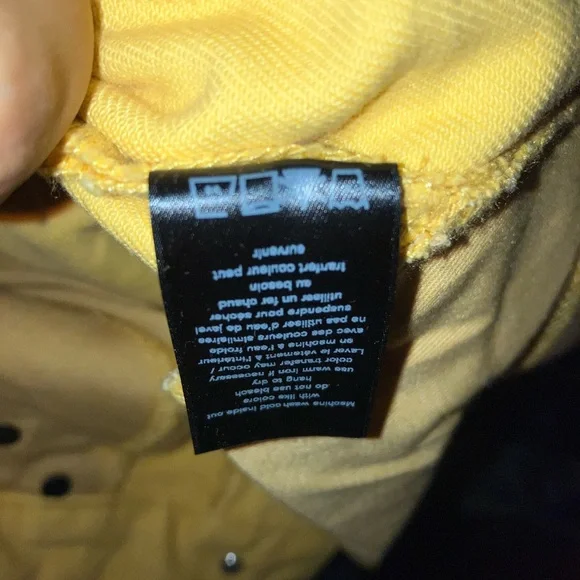 Machine wash cold inside out
with like colors
do not use bleach
hang to dry
use warm iron if necessary
color transfer may occur /
Laver le vêtement à l'intérieur
en machine a l'eau froide
avec des couleurs similaires
ne pas utiliser d'eau de javel
suspendre pour sécher
utiliser un fer chaud
au besoin
tranfert couleur peut
survenir